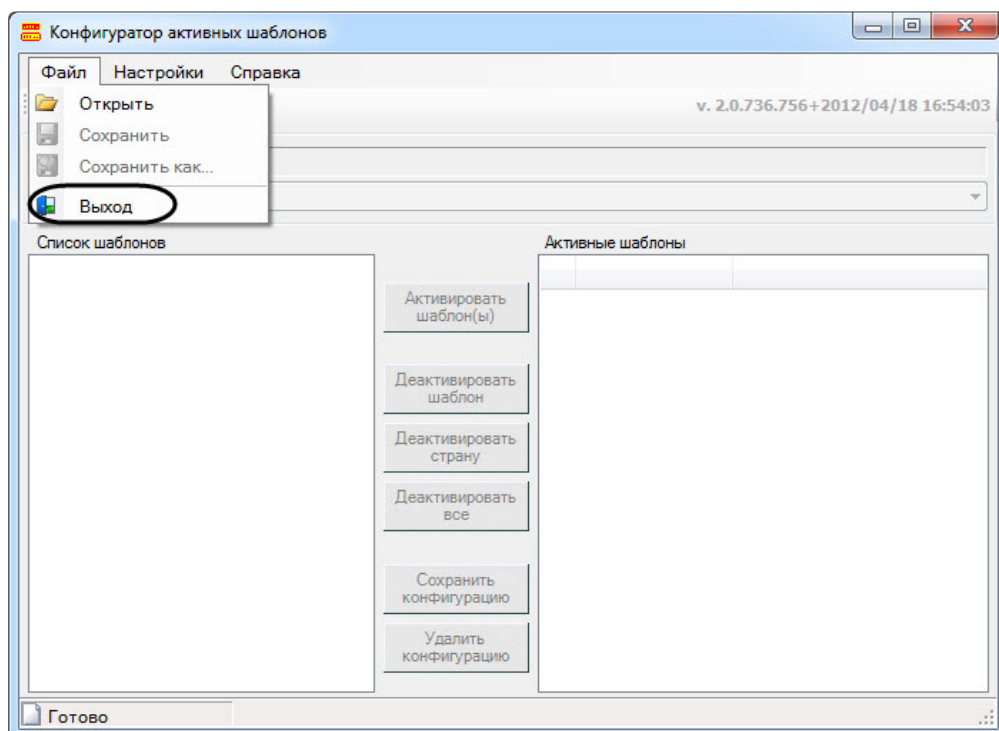 Конфигуратор активных шаблонов
Файл Настройки Справка
Открыть
v. 2.0.736.756+2012/04/18 16:54:03
Сохранить
Сохранить как...
Выход
Список шаблонов
Активные шаблоны
Активировать
шаблон(ы)
Деактивировать
шаблон
Деактивировать
страну
Деактивировать
все
Сохранить
конфигурацию
Удалить
конфигурацию
Готово